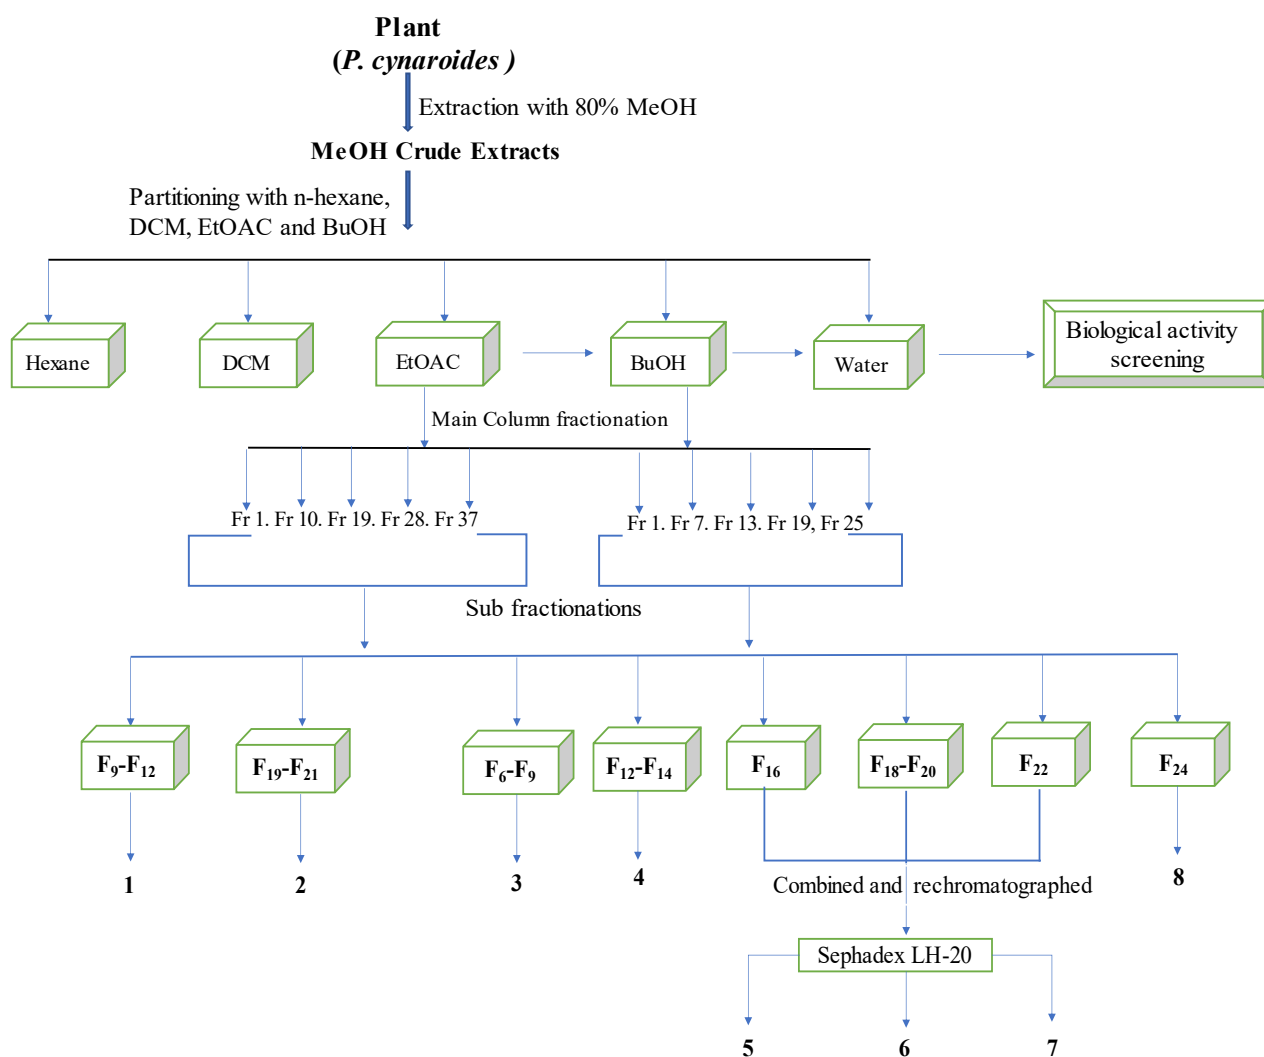 Plant
(P. cynaroides )
Extraction with 80% MeOH
MeOH Crude Extracts
Partitioning with n-hexane,
DCM, EtOAC and BuOH
Hexane
DCM
EtOAC
BuOH
Water
Biological activity
screening
Main Column fractionation
Fr 1. Fr 10. Fr 19. Fr 28. Fr 37
Fr 1. Fr 7. Fr 13. Fr 19, Fr 25
Sub fractionations
F₉-F₁₂
F₁₉-F₂₁
F₆-F₉
F₁₂-F₁₄
F₁₆
F₁₈-F₂₀
F₂₂
F₂₄
1
2
3
4
Combined and rechromatographed
8
Sephadex LH-20
5
6
7